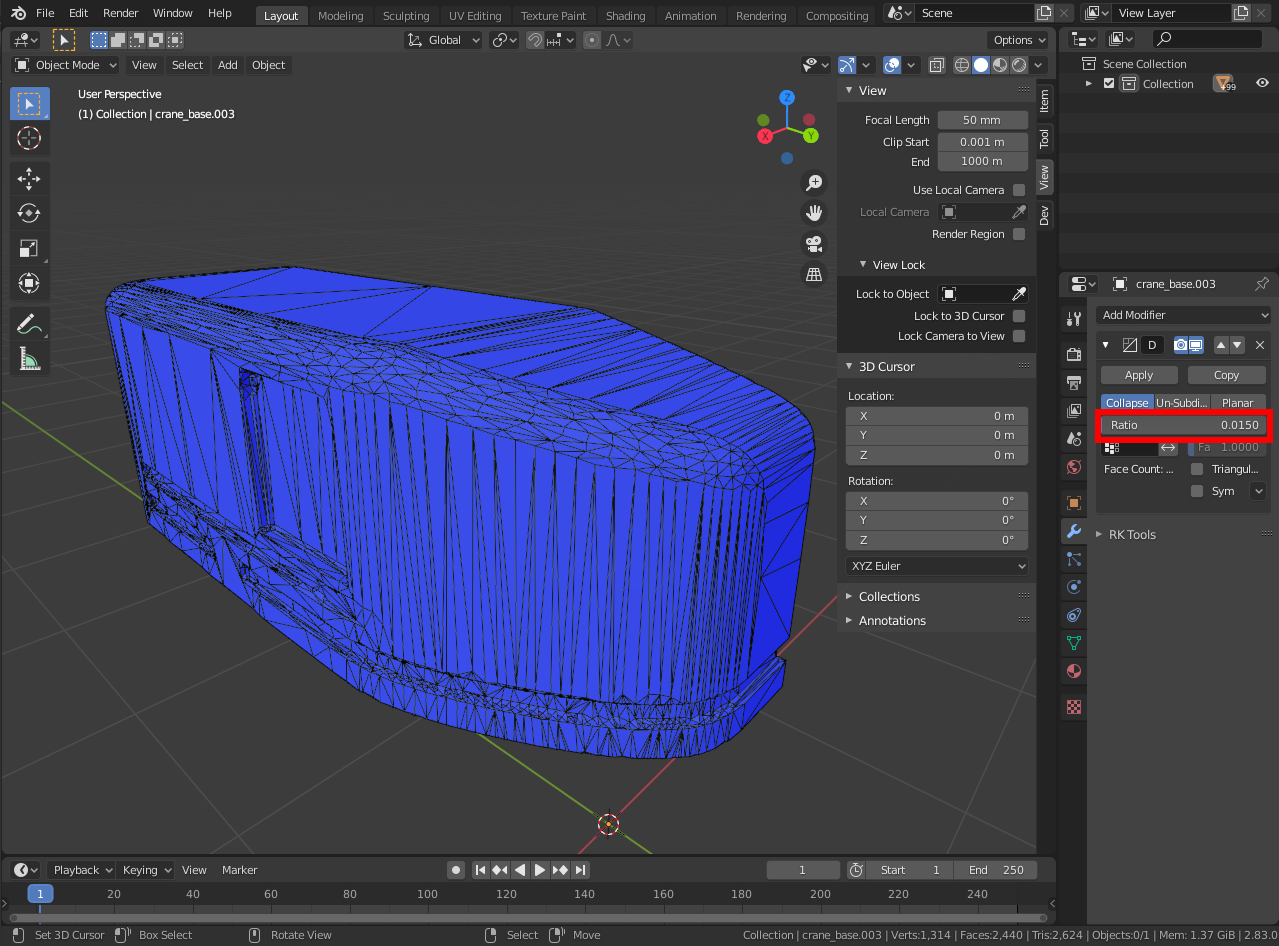 File Edit Render Window Help Layout Modeling Sculpting UV Editing Texture Paint Shading Animation Rendering Compositing Scene View Layer
Global Options
Object Mode View Select Add Object
User Perspective
(1) Collection | crane_base.003
Z
X
Y
View
Focal Length 50 mm
Clip Start 0.001 m
End 1000 m
Use Local Camera
Local Camera
Render Region
View Lock
Lock to Object
Lock to 3D Cursor
Lock Camera to View
3D Cursor
Location:
X 0 m
Y 0 m
Z 0 m
Rotation:
X 0°
Y 0°
Z 0°
XYZ Euler
Collections
Annotations
Item
Tool
View
Dev
Scene Collection
Collection 99
crane_base.003
Add Modifier
D
Apply Copy
Collapse Un-Subdi... Planar
Ratio 0.0150
Fa 1.0000
Face Count: ... Triangul...
Sym
RK Tools
Playback Keying View Marker 1 Start 1 End 250
1 20 40 60 80 100 120 140 160 180 200 220 240
Set 3D Cursor Box Select Rotate View Select Move Collection | crane_base.003 | Verts:1,314 | Faces:2,440 | Tris:2,624 | Objects:0/1 | Mem: 1.37 GiB | 2.83.0